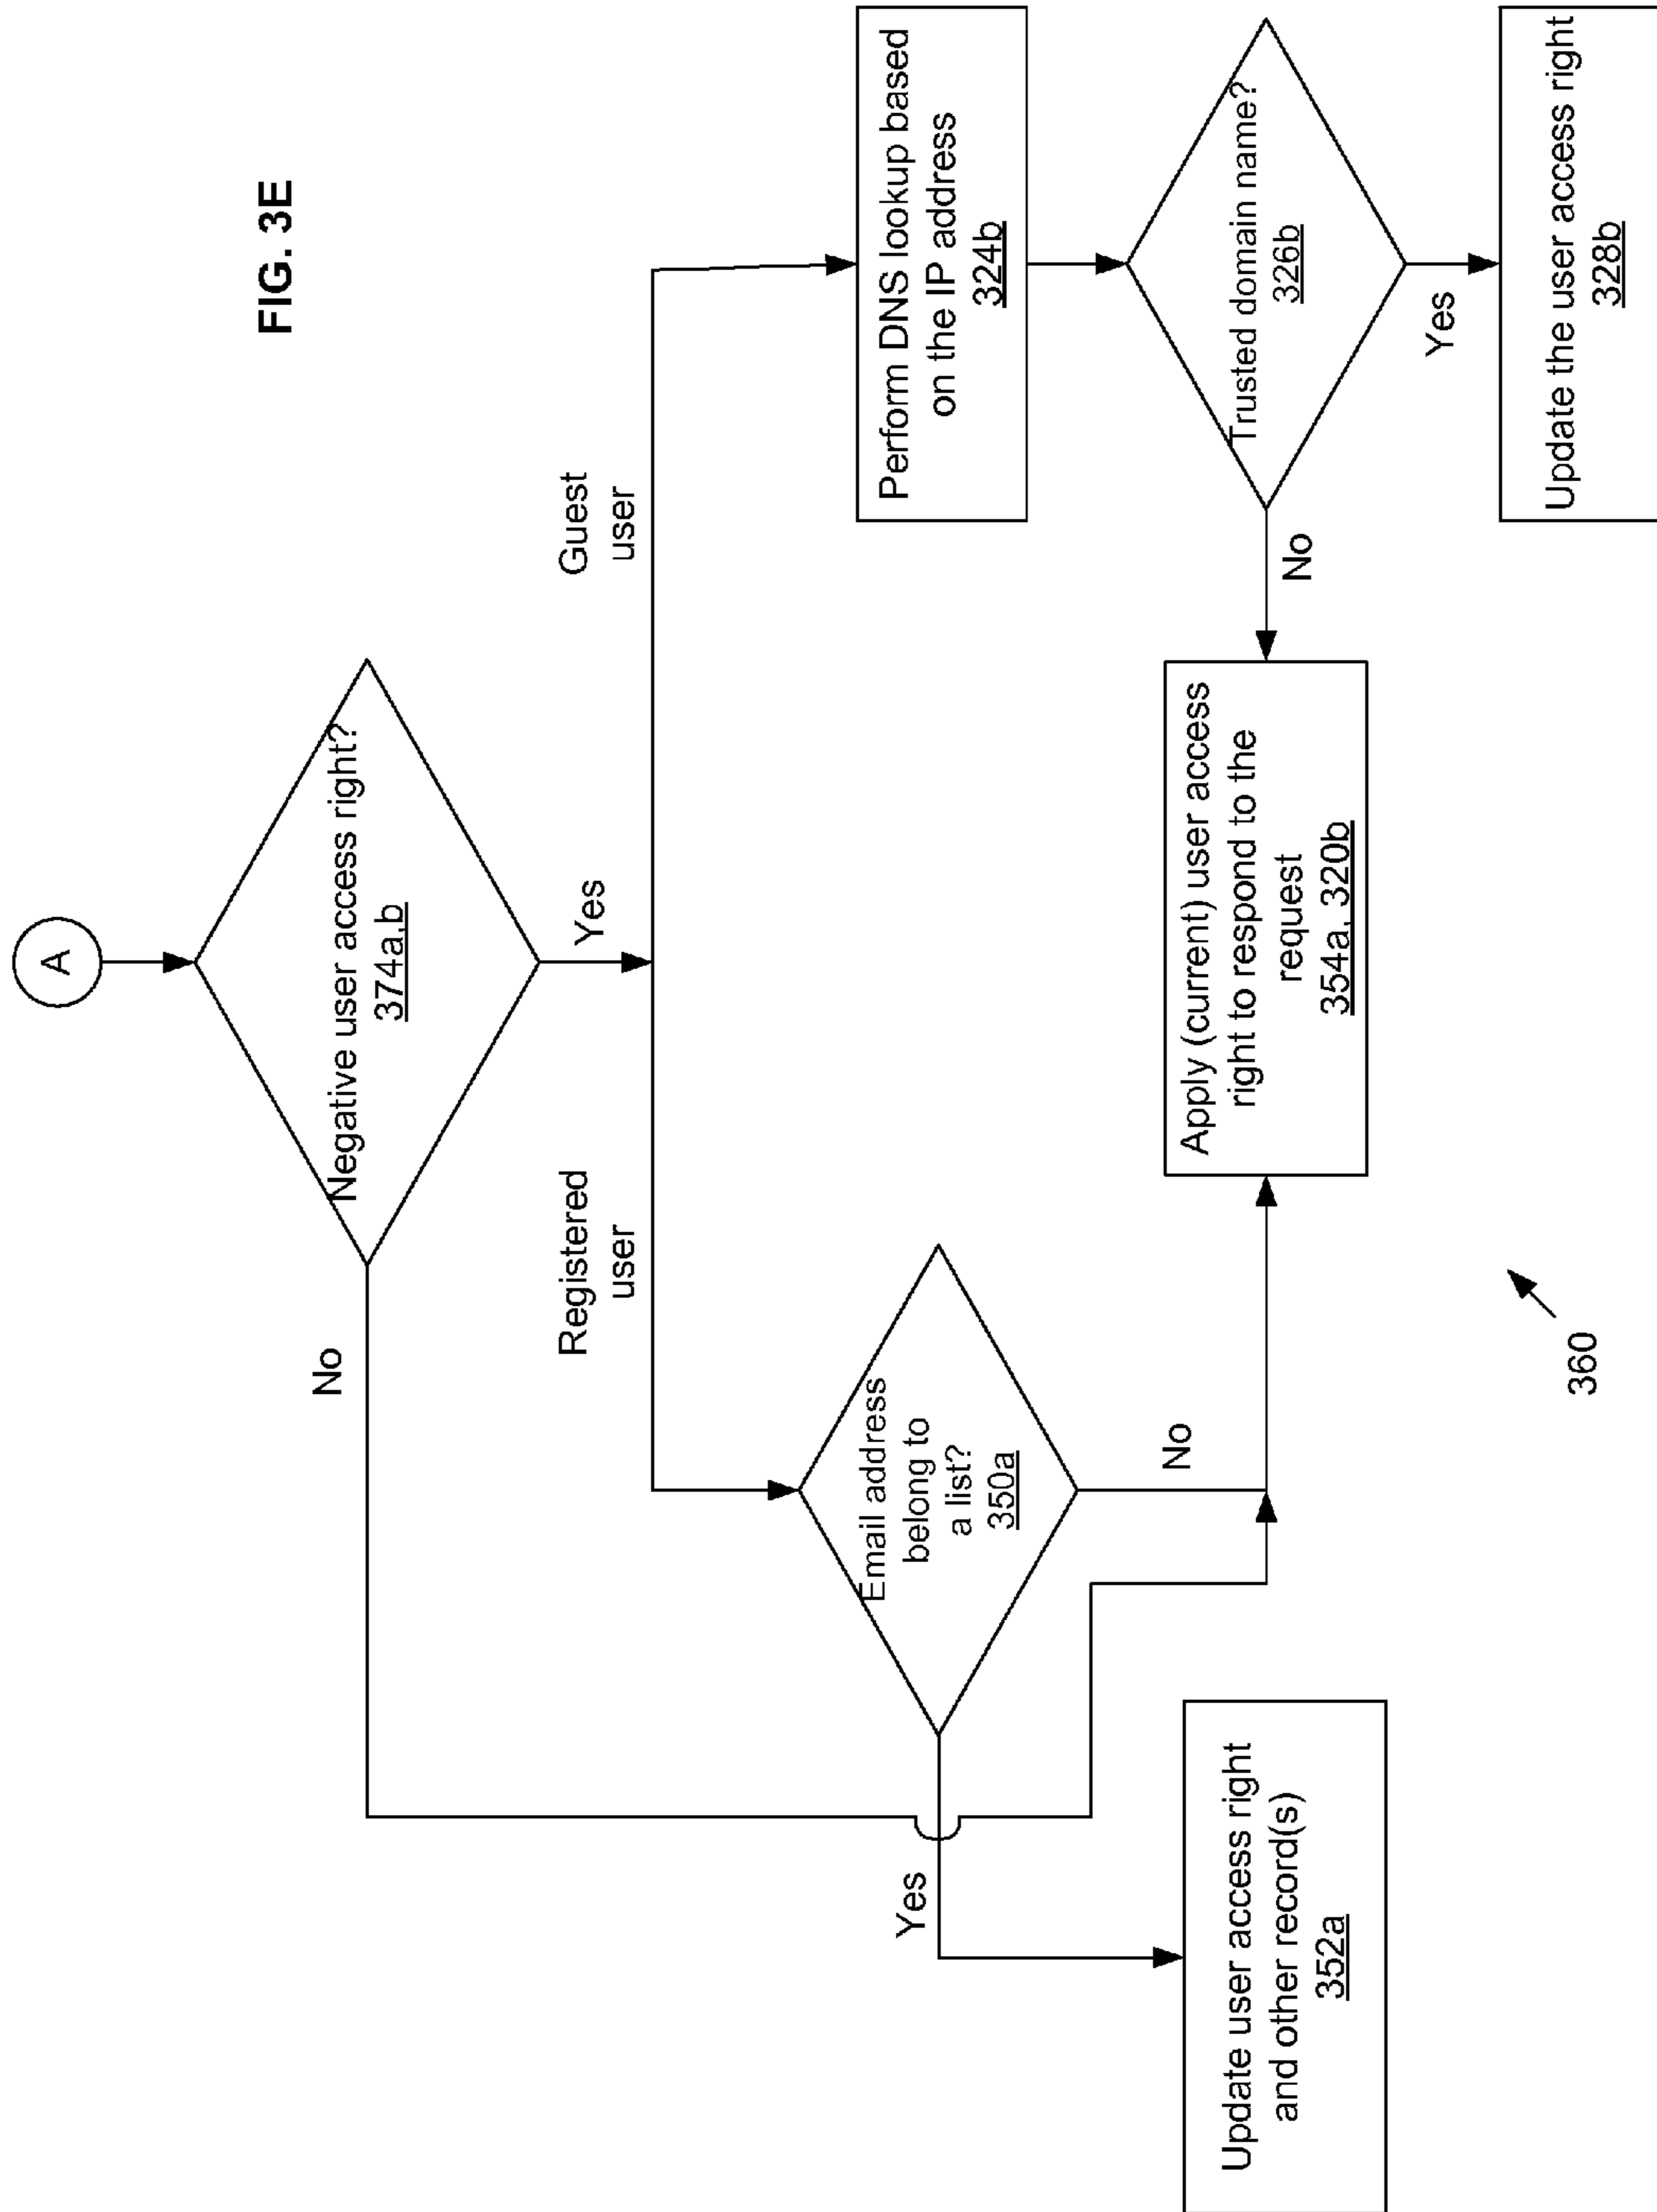 FIG. 3E
A
Negative user access right?
374a,b
No
Yes
Registered
user
Guest
user
Email address
belong to
a list?
350a
Yes
No
Update user access right
and other record(s)
352a
Apply (current) user access
right to respond to the
request
354a, 320b
Perform DNS lookup based
on the IP address
324b
Trusted domain name?
326b
No
Yes
Update the user access right
328b
360